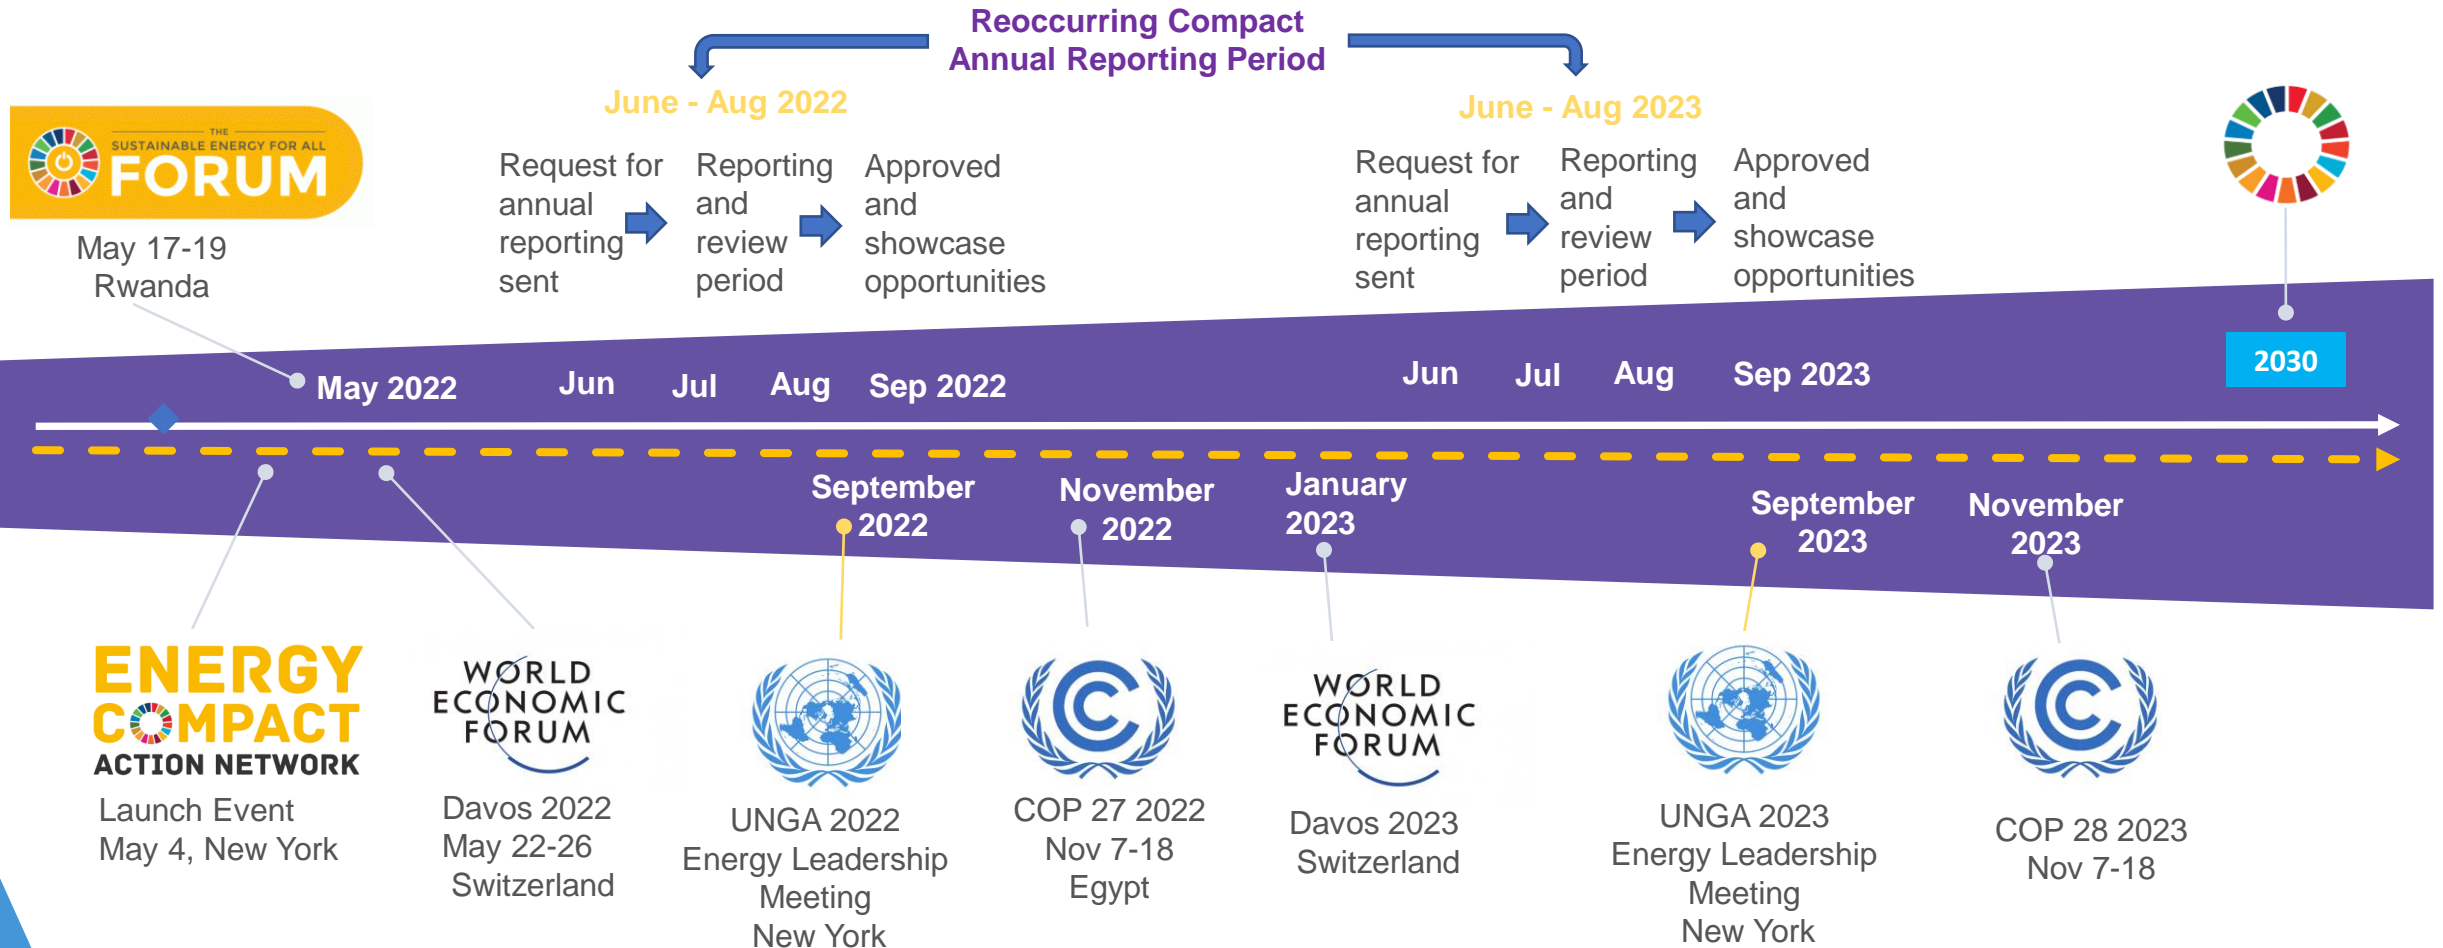 Reoccurring Compact
Annual Reporting Period
June - Aug 2022
June - Aug 2023
THE
SUSTAINABLE ENERGY FOR ALL
FORUM
May 17-19
Rwanda
Request for
annual
reporting
sent
Reporting
and
review
period
Approved
and
showcase
opportunities
Request for
annual
reporting
sent
Reporting
and
review
period
Approved
and
showcase
opportunities
May 2022
Jun
Jul
Aug
Sep 2022
Jun
Jul
Aug
Sep 2023
2030
September
2022
November
2022
January
2023
September
2023
November
2023
ENERGY
COMPACT
ACTION NETWORK
Launch Event
May 4, New York
WORLD
ECONOMIC
FORUM
Davos 2022
May 22-26
Switzerland
UNGA 2022
Energy Leadership
Meeting
New York
COP 27 2022
Nov 7-18
Egypt
WORLD
ECONOMIC
FORUM
Davos 2023
Switzerland
UNGA 2023
Energy Leadership
Meeting
New York
COP 28 2023
Nov 7-18